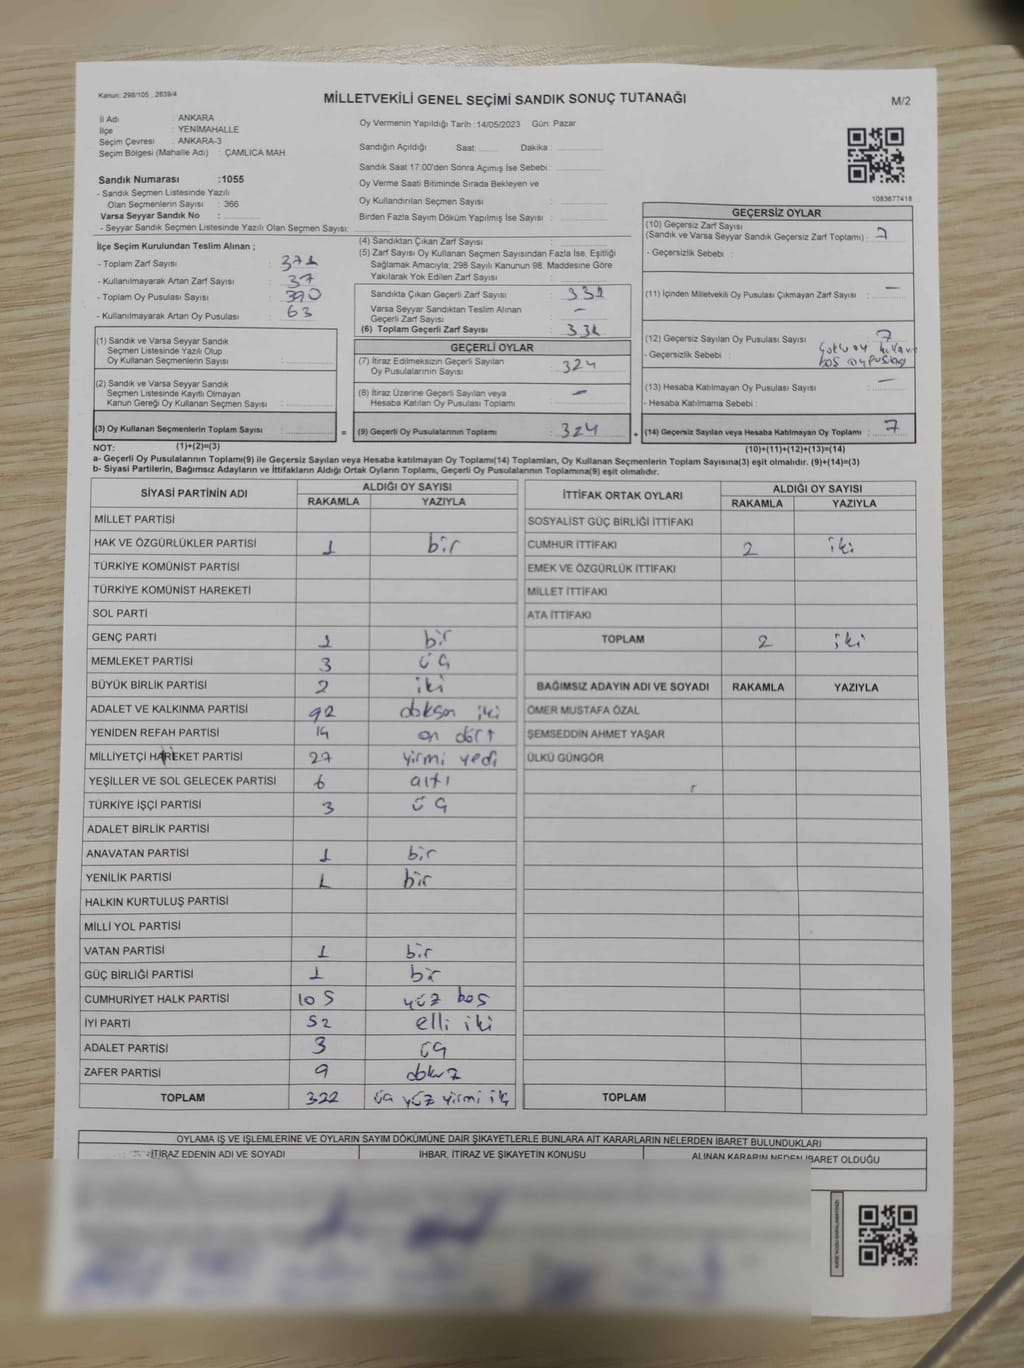 Kanun: 298/105 , 2839/4
MİLLETVEKİLİ GENEL SEÇİMİ SANDIK SONUÇ TUTANAĞI
M/2
İl Adı : ANKARA
İlçe : YENİMAHALLE
Seçim Çevresi : ANKARA-3
Seçim Bölgesi (Mahalle Adı) : ÇAMLICA MAH.
Sandık Numarası :1055
- Sandık Seçmen Listesinde Yazılı
Olan Seçmenlerin Sayısı : 366
Varsa Seyyar Sandık No :
- Seyyar Sandık Seçmen Listesinde Yazılı Olan Seçmen Sayısı:
Oy Vermenin Yapıldığı Tarih :14/05/2023 Gün: Pazar
Sandığın Açıldığı Saat: Dakika :
Sandık Saat 17:00'den Sonra Açımış İse Sebebi :
Oy Verme Saati Bitiminde Sırada Bekleyen ve
Oy Kullandırılan Seçmen Sayısı :
Birden Fazla Sayım Döküm Yapılmış İse Sayısı :
1083677418
İlçe Seçim Kurulundan Teslim Alınan ;
- Toplam Zarf Sayısı : 371
- Kullanılmayarak Artan Zarf Sayısı : 37
- Toplam Oy Pusulası Sayısı : 390
- Kullanılmayarak Artan Oy Pusulası : 63
(1) Sandık ve Varsa Seyyar Sandık
Seçmen Listesinde Yazılı Olup
Oy Kullanan Seçmenlerin Sayısı :
(2) Sandık ve Varsa Seyyar Sandık
Seçmen Listesinde Kayıtlı Olmayan
Kanun Gereği Oy Kullanan Seçmen Sayısı :
(3) Oy Kullanan Seçmenlerin Toplam Sayısı :
(4) Sandıktan Çıkan Zarf Sayısı :
(5) Zarf Sayısı Oy Kullanan Seçmen Sayısından Fazla İse, Eşitliği
Sağlamak Amacıyla; 298 Sayılı Kanunun 98. Maddesine Göre
Yakılarak Yok Edilen Zarf Sayısı :
Sandıkta Çıkan Geçerli Zarf Sayısı : 331
Varsa Seyyar Sandıktan Teslim Alınan
Geçerli Zarf Sayısı : -
(6) Toplam Geçerli Zarf Sayısı : 331
GEÇERLİ OYLAR
(7) İtiraz Edilmeksizin Geçerli Sayılan
Oy Pusulalarının Sayısı : 324
(8) İtiraz Üzerine Geçerli Sayılan veya
Hesaba Katılan Oy Pusulası Toplamı : -
= (9) Geçerli Oy Pusulalarının Toplamı : 324
GEÇERSİZ OYLAR
(10) Geçersiz Zarf Sayısı
(Sandık ve Varsa Seyyar Sandık Geçersiz Zarf Toplamı) : 7
- Geçersizlik Sebebi :
(11) İçinden Milletvekili Oy Pusulası Çıkmayan Zarf Sayısı : -
(12) Geçersiz Sayılan Oy Pusulası Sayısı : 7
- Geçersizlik Sebebi :
boş oy pusulası
(13) Hesaba Katılmayan Oy Pusulası Sayısı : -
- Hesaba Katılmama Sebebi :
+ (14) Geçersiz Sayılan veya Hesaba Katılmayan Oy Toplamı : 7
NOT: (1)+(2)=(3)
(10)+(11)+(12)+(13)=(14)
a- Geçerli Oy Pusulalarının Toplamı(9) ile Geçersiz Sayılan veya Hesaba katılmayan Oy Toplamı(14) Toplamları, Oy Kullanan Seçmenlerin Toplam Sayısına(3) eşit olmalıdır. (9)+(14)=(3)
b- Siyasi Partilerin, Bağımsız Adayların ve İttifakların Aldığı Ortak Oyların Toplamı, Geçerli Oy Pusulalarının Toplamına(9) eşit olmalıdır.
SİYASİ PARTİNİN ADI ALDIĞI OY SAYISI
RAKAMLA YAZIYLA
MİLLET PARTİSİ
HAK VE ÖZGÜRLÜKLER PARTİSİ 1 bir
TÜRKİYE KOMÜNİST PARTİSİ
TÜRKİYE KOMÜNİST HAREKETİ
SOL PARTİ
GENÇ PARTİ 1 bir
MEMLEKET PARTİSİ 3 üç
BÜYÜK BİRLİK PARTİSİ 2 iki
ADALET VE KALKINMA PARTİSİ 92 doksan iki
YENİDEN REFAH PARTİSİ 14 on dört
MİLLİYETÇİ HAREKET PARTİSİ 27 yirmi yedi
YEŞİLLER VE SOL GELECEK PARTİSİ 6 altı
TÜRKİYE İŞÇİ PARTİSİ 3 üç
ADALET BİRLİK PARTİSİ
ANAVATAN PARTİSİ 1 bir
YENİLİK PARTİSİ 1 bir
HALKIN KURTULUŞ PARTİSİ
MİLLİ YOL PARTİSİ
VATAN PARTİSİ 1 bir
GÜÇ BİRLİĞİ PARTİSİ 1 bir
CUMHURİYET HALK PARTİSİ 105 yüz beş
İYİ PARTİ 52 elli iki
ADALET PARTİSİ 3 üç
ZAFER PARTİSİ 9 dokuz
TOPLAM 322 üç yüz yirmi iki
İTTİFAK ORTAK OYLARI ALDIĞI OY SAYISI
RAKAMLA YAZIYLA
SOSYALİST GÜÇ BİRLİĞİ İTTİFAKI
CUMHUR İTTİFAKI 2 iki
EMEK VE ÖZGÜRLÜK İTTİFAKI
MİLLET İTTİFAKI
ATA İTTİFAKI
TOPLAM 2 iki
BAĞIMSIZ ADAYIN ADI VE SOYADI RAKAMLA YAZIYLA
ÖMER MUSTAFA ÖZAL
ŞEMSEDDİN AHMET YAŞAR
ÜLKÜ GÜNGÖR
TOPLAM
OYLAMA İŞ VE İŞLEMLERİNE VE OYLARIN SAYIM DÖKÜMÜNE DAİR ŞİKAYETLERLE BUNLARA AİT KARARLARIN NELERDEN İBARET BULUNDUKLARI
İTİRAZ EDENİN ADI VE SOYADI İHBAR, İTİRAZ VE ŞİKAYETİN KONUSU ALINAN KARARIN NEDEN İBARET OLDUĞU